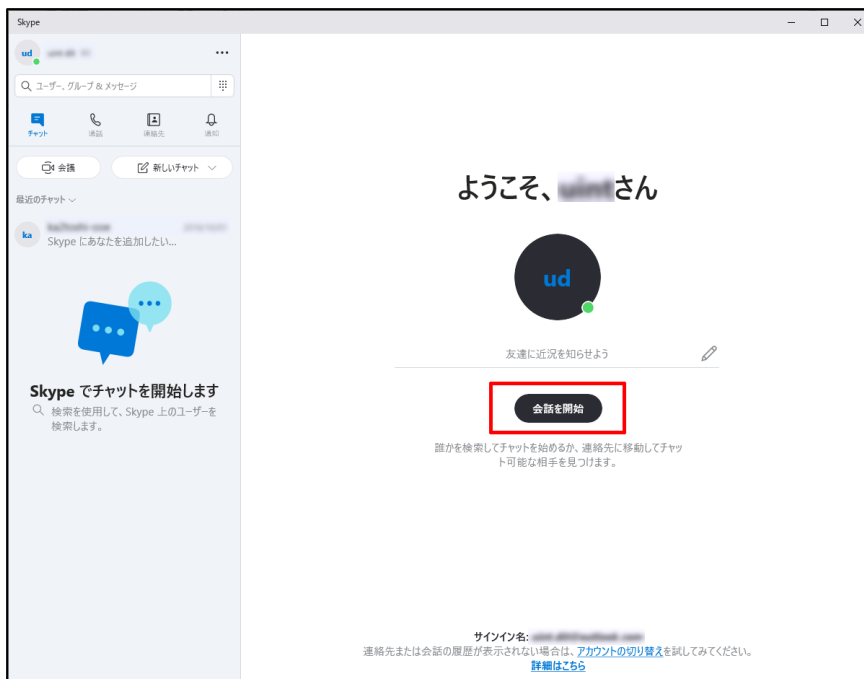 Skype
ud
ユーザー、グループ & メッセージ
チャット
通話
連絡先
通知
会議
新しいチャット
最近のチャット
ka
Skype にあなたを追加したい...
Skype でチャットを開始します
検索を使用して、Skype 上のユーザーを
検索します。
ようこそ、
さん
ud
友達に近況を知らせよう
会話を開始
誰かを検索してチャットを始めるか、連絡先に移動してチャッ
ト可能な相手を見つけます。
サインイン名:
連絡先または会話の履歴が表示されない場合は、アカウントの切り替えを試してみてください。
詳細はこちら